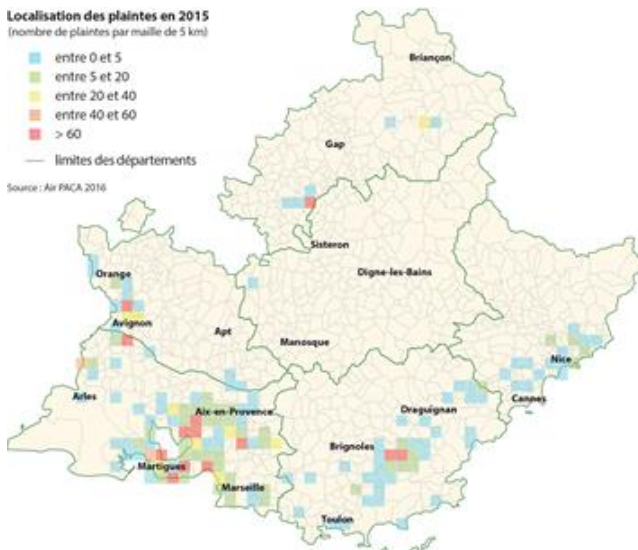 Localisation des plaintes en 2015
(nombre de plaintes par maille de 5 km)
entre 0 et 5
entre 5 et 20
entre 20 et 40
entre 40 et 60
> 60
limites des départements
Source : Air PACA 2016
Briançon
Gap
Sisteron
Digne-les-Bains
Orange
Avignon
Apt
Manosque
Nice
Arles
Aix-en-Provence
Draguignan
Cannes
Brignoles
Martigues
Marseille
Toulon